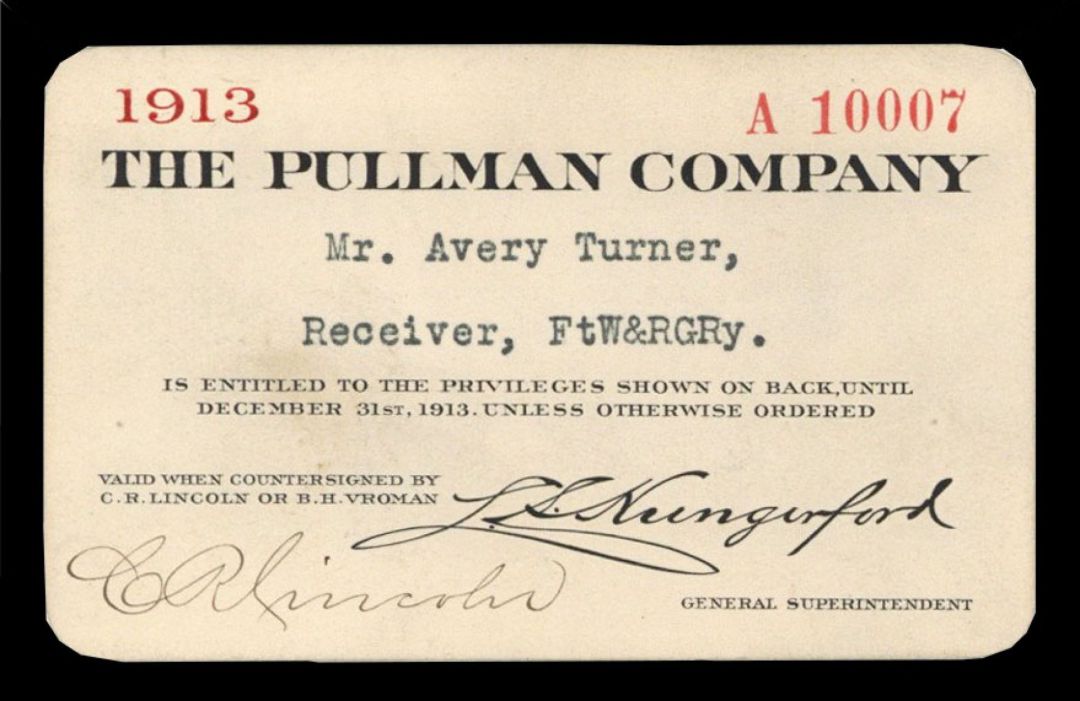 1913 A 10007
THE PULLMAN COMPANY
Mr. Avery Turner,
Receiver, FtW&RGRy.
IS ENTITLED TO THE PRIVILEGES SHOWN ON BACK,UNTIL
DECEMBER 31ST, 1913. UNLESS OTHERWISE ORDERED
VALID WHEN COUNTERSIGNED BY
C.R. LINCOLN OR B.H. VROMAN
L.S. Hungerford
C R Lincoln
GENERAL SUPERINTENDENT